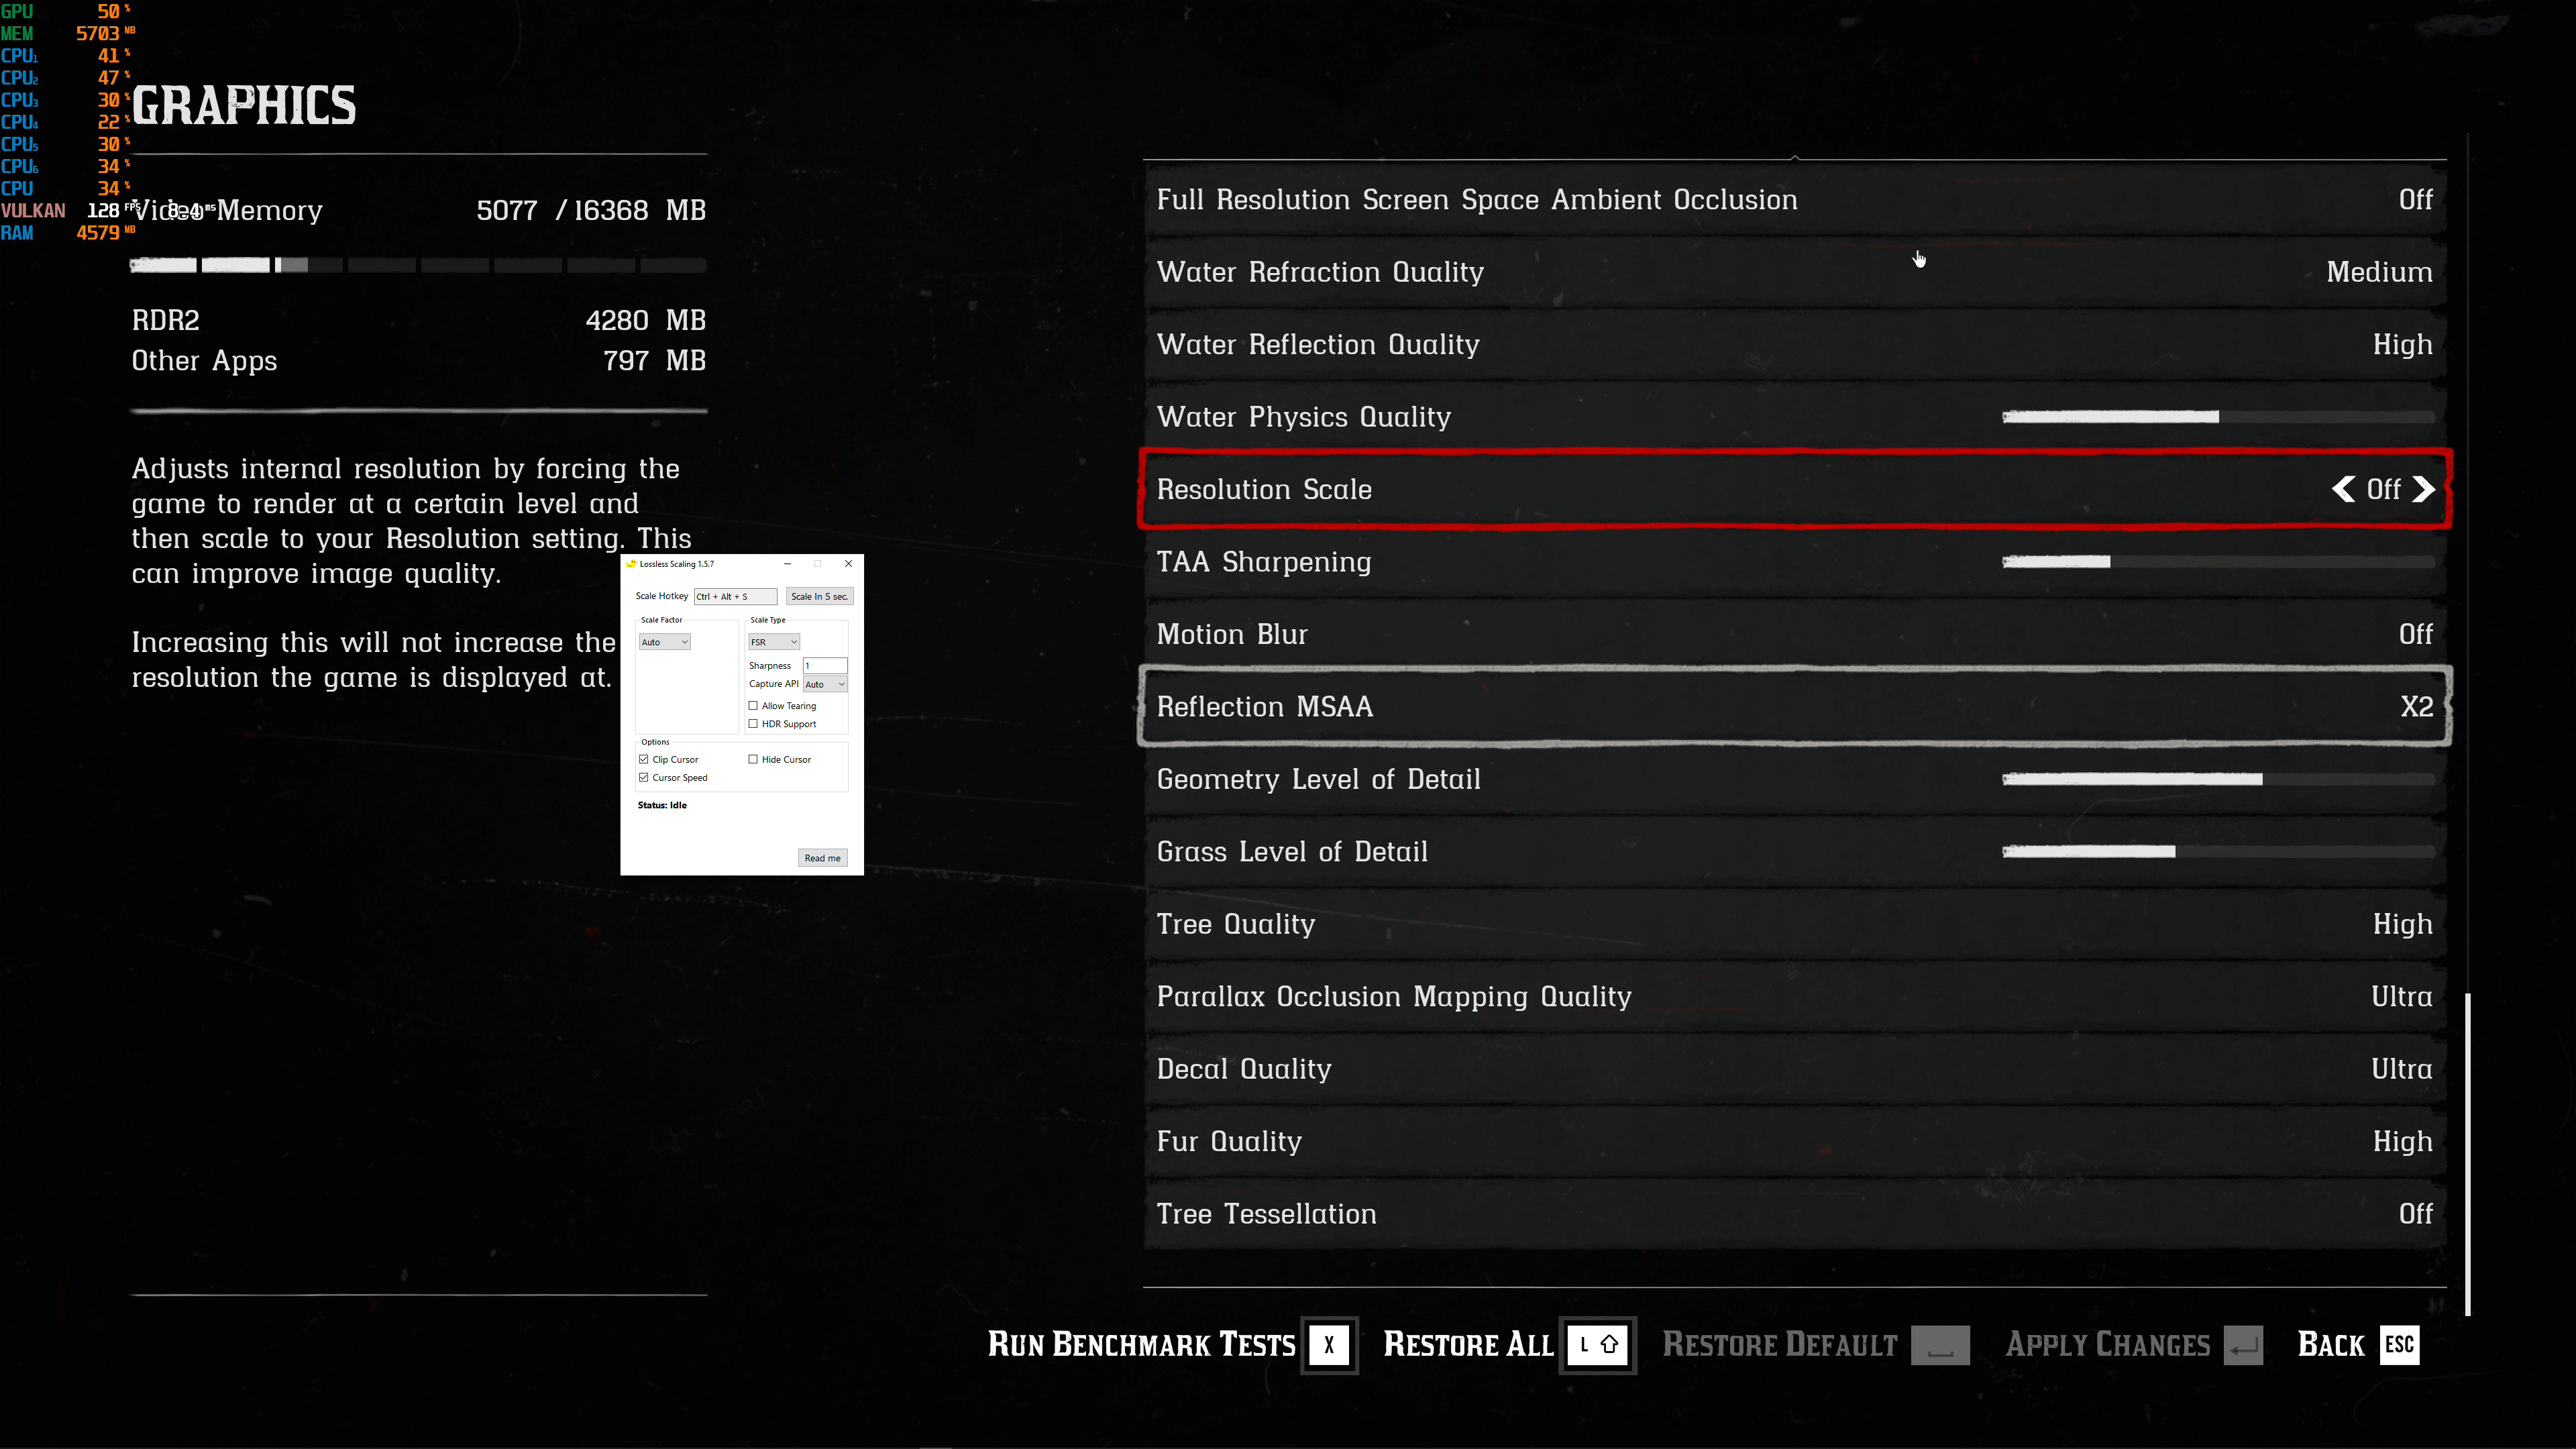 GPU 50 %
MEM 5703 MB
CPU1 41 %
CPU2 47 %
CPU3 30 %
CPU4 22 %
CPU5 30 %
CPU6 34 %
CPU 34 %
VULKAN 128 FPS 8.4 ms
RAM 4579 MB
GRAPHICS
Video Memory 5077 / 16368 MB
RDR2 4280 MB
Other Apps 797 MB
Adjusts internal resolution by forcing the
game to render at a certain level and
then scale to your Resolution setting. This
can improve image quality.
Increasing this will not increase the
resolution the game is displayed at.
Lossless Scaling 1.5.7
Scale Hotkey Ctrl + Alt + S Scale In 5 sec.
Scale Factor Scale Type
Auto FSR
Sharpness 1
Capture API Auto
Allow Tearing
HDR Support
Options
Clip Cursor Hide Cursor
Cursor Speed
Status: Idle
Read me
Full Resolution Screen Space Ambient Occlusion Off
Water Refraction Quality Medium
Water Reflection Quality High
Water Physics Quality
Resolution Scale Off
TAA Sharpening
Motion Blur Off
Reflection MSAA X2
Geometry Level of Detail
Grass Level of Detail
Tree Quality High
Parallax Occlusion Mapping Quality Ultra
Decal Quality Ultra
Fur Quality High
Tree Tessellation Off
RUN BENCHMARK TESTS X RESTORE ALL L RESTORE DEFAULT APPLY CHANGES BACK ESC